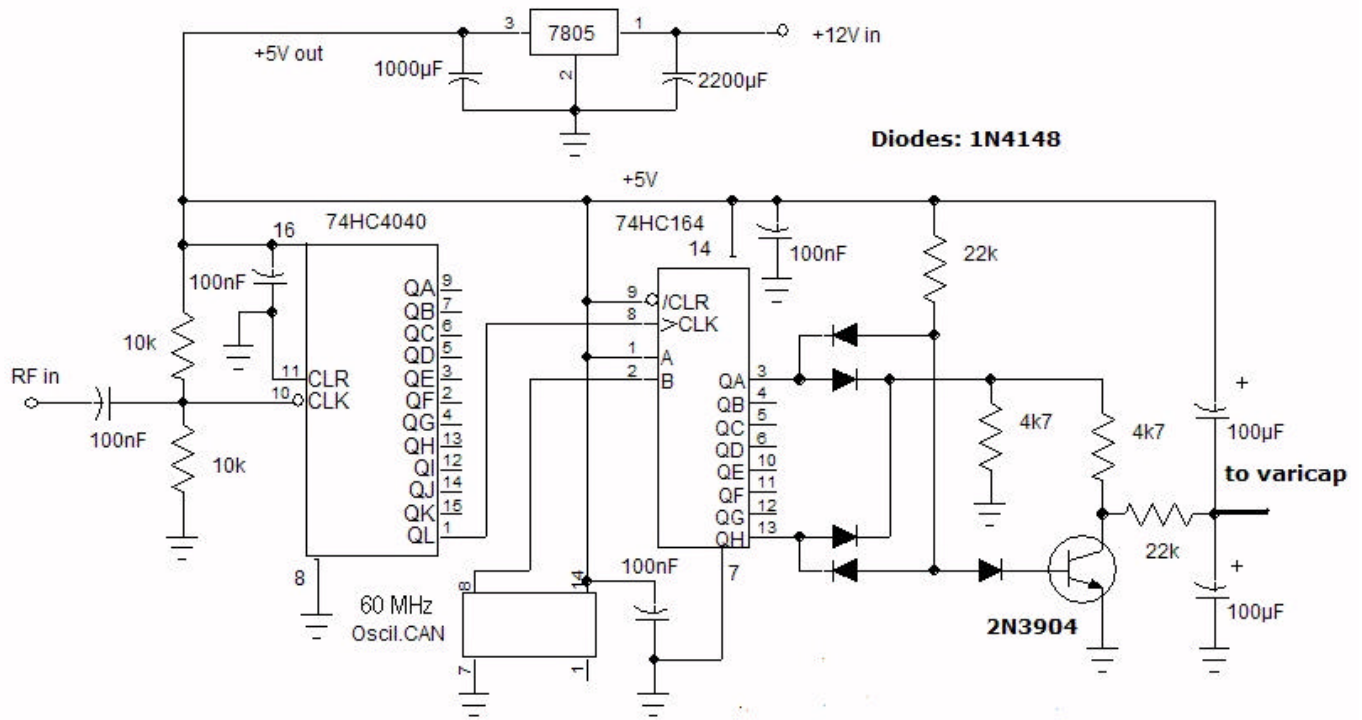 3
7805
1
+12V in
+5V out
1000µF
2
2200µF
Diodes: 1N4148
+5V
74HC4040
74HC164
16
14
100nF
22k
100nF
QA 9
QB 7
QC 6
QD 5
QE 3
QF 2
QG 4
QH 13
QI 12
QJ 14
QK 15
QL 1
9 /CLR
8 >CLK
1 A
2 B
10k
RF in
11 CLR
10 CLK
100nF
10k
QA 3
QB 4
QC 5
QD 6
QE 10
QF 11
QG 12
QH 13
4k7
4k7
+
100µF
to varicap
22k
8
7
100nF
8
14
60 MHz
Oscil.CAN
7
1
2N3904
+
100µF